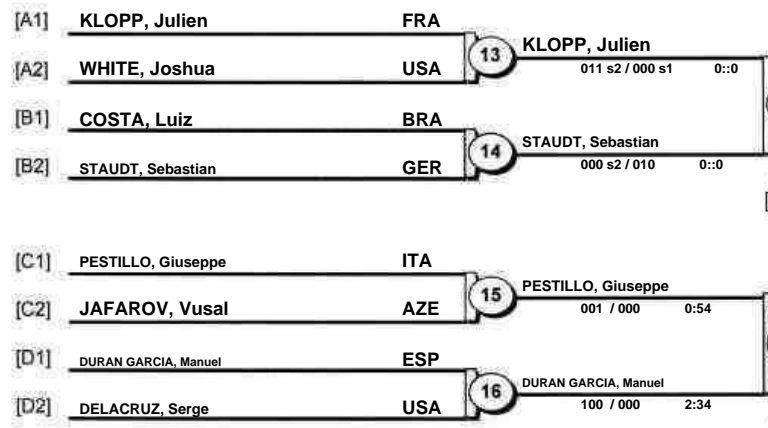 [A1] KLOPP, Julien FRA
13 KLOPP, Julien
[A2] WHITE, Joshua USA
011 s2 / 000 s1 0::0
[B1] COSTA, Luiz BRA
14 STAUDT, Sebastian
[B2] STAUDT, Sebastian GER
000 s2 / 010 0::0
[C1] PESTILLO, Giuseppe ITA
15 PESTILLO, Giuseppe
[C2] JAFAROV, Vusal AZE
001 / 000 0:54
[D1] DURAN GARCIA, Manuel ESP
16 DURAN GARCIA, Manuel
[D2] DELACRUZ, Serge USA
100 / 000 2:34